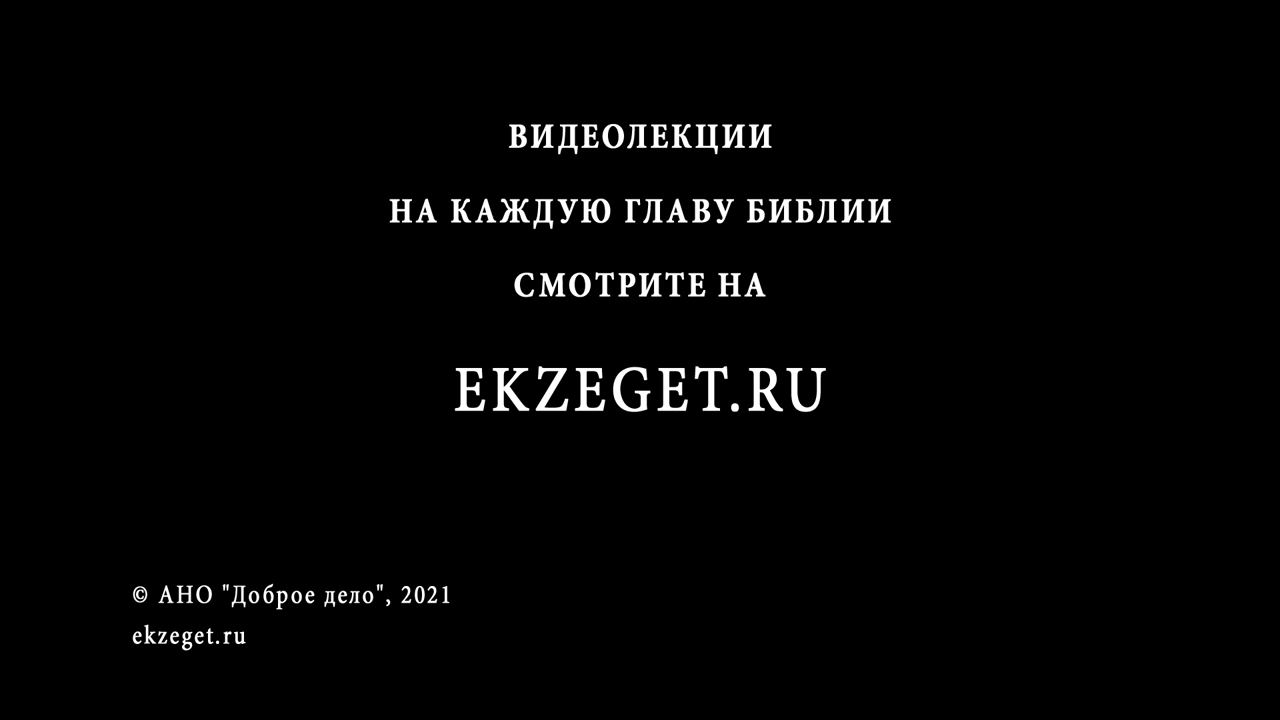 ВИДЕОЛЕКЦИИ
НА КАЖДУЮ ГЛАВУ БИБЛИИ
СМОТРИТЕ НА
EKZEGET.RU
© АНО "Доброе дело", 2021
ekzeget.ru